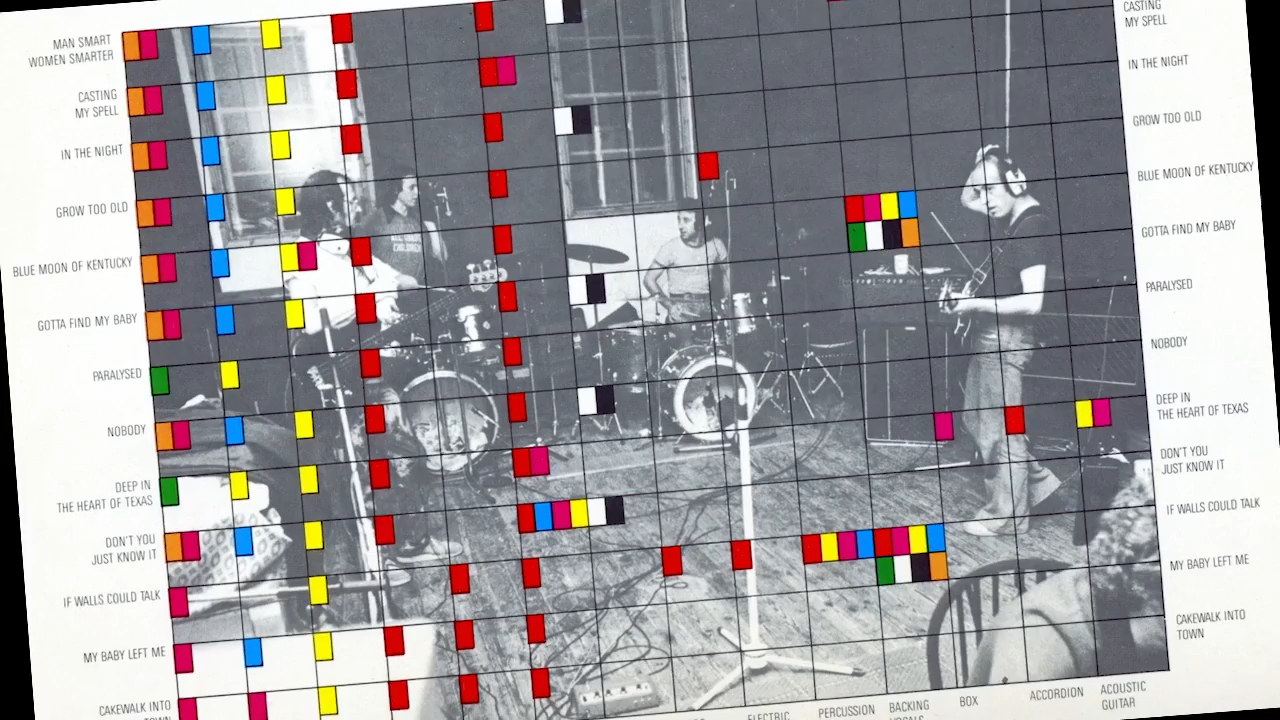 MAN SMART
WOMEN SMARTER
CASTING
MY SPELL
IN THE NIGHT
GROW TOO OLD
BLUE MOON OF KENTUCKY
GOTTA FIND MY BABY
PARALYSED
NOBODY
DEEP IN
THE HEART OF TEXAS
DON'T YOU
JUST KNOW IT
IF WALLS COULD TALK
MY BABY LEFT ME
CAKEWALK INTO
TOWN
CASTING
MY SPELL
IN THE NIGHT
GROW TOO OLD
BLUE MOON OF KENTUCKY
GOTTA FIND MY BABY
PARALYSED
NOBODY
DEEP IN
THE HEART OF TEXAS
DON'T YOU
JUST KNOW IT
IF WALLS COULD TALK
MY BABY LEFT ME
CAKEWALK INTO
TOWN
ELECTRIC
PERCUSSION
BACKING
VOCALS
BOX
ACCORDION
ACOUSTIC
GUITAR